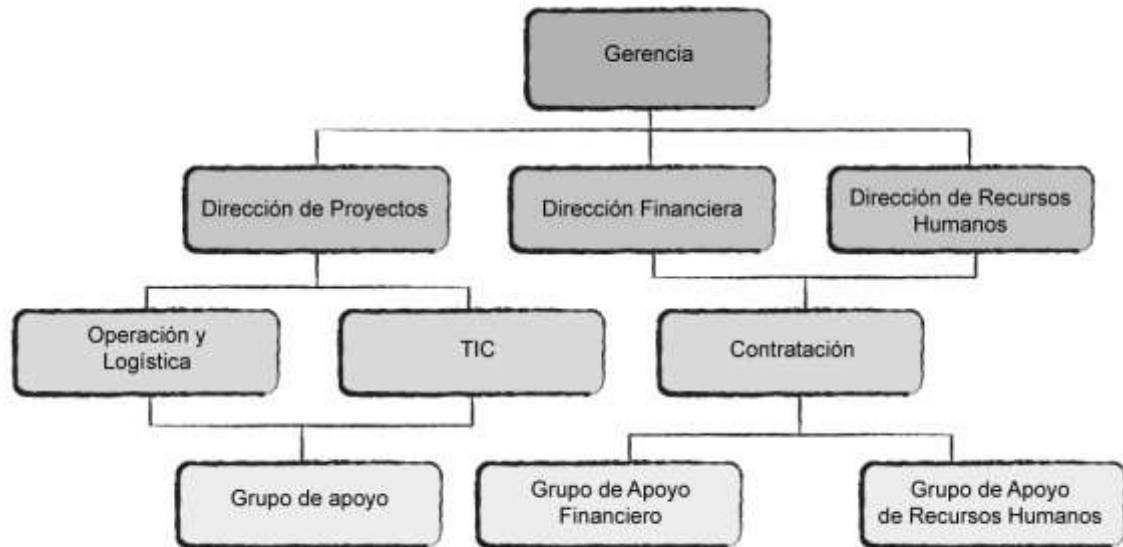 Gerencia
Dirección de Proyectos
Dirección Financiera
Dirección de Recursos
Humanos
Operación y
Logística
TIC
Contratación
Grupo de apoyo
Grupo de Apoyo
Financiero
Grupo de Apoyo
de Recursos Humanos